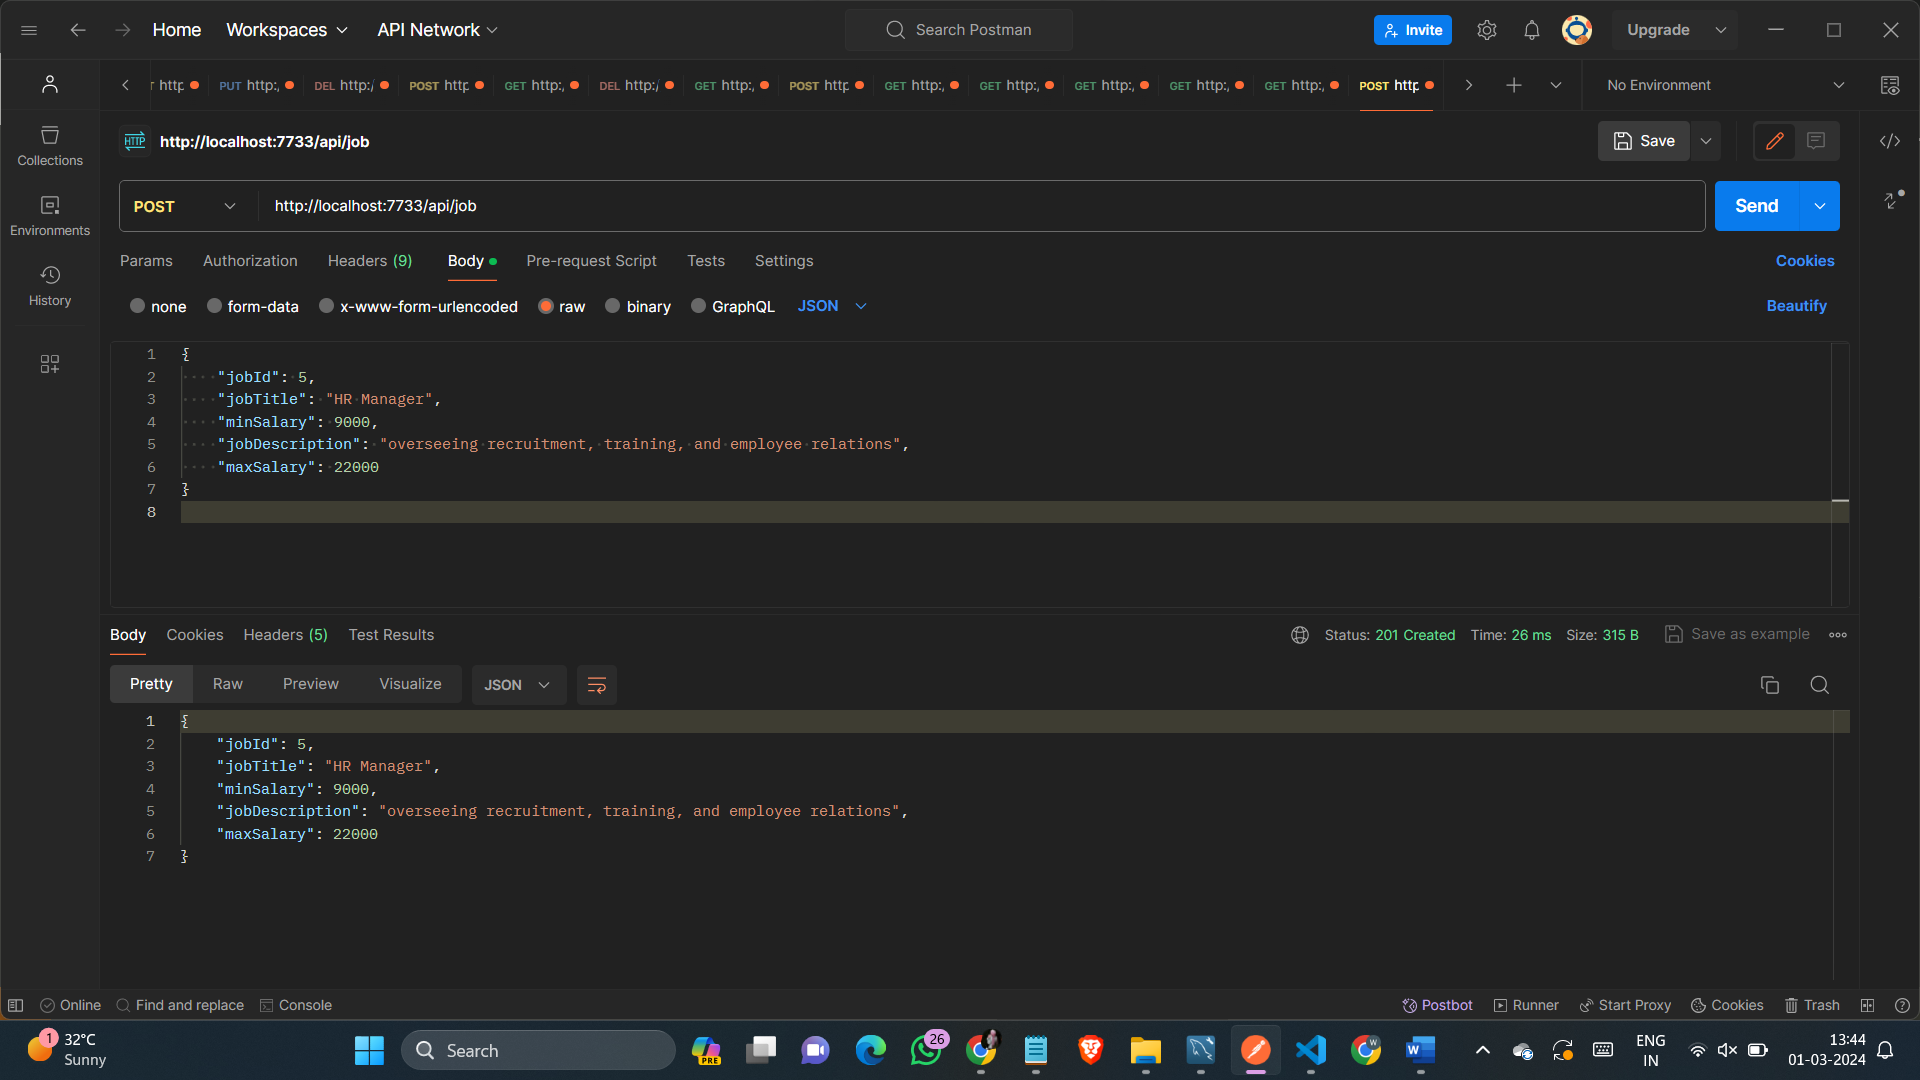 Home Workspaces API Network Search Postman Invite Upgrade
http PUT http:, DEL http:/ POST http GET http:, DEL http:/ GET http:, POST http GET http:, GET http:, GET http:, GET http:, GET http:, POST http No Environment
HTTP http://localhost:7733/api/job Save
Collections
Environments
History
POST http://localhost:7733/api/job Send
Params Authorization Headers (9) Body Pre-request Script Tests Settings Cookies
none form-data x-www-form-urlencoded raw binary GraphQL JSON Beautify
1 {
2 "jobId": 5,
3 "jobTitle": "HR Manager",
4 "minSalary": 9000,
5 "jobDescription": "overseeing recruitment, training, and employee relations",
6 "maxSalary": 22000
7 }
8
Body Cookies Headers (5) Test Results Status: 201 Created Time: 26 ms Size: 315 B Save as example
Pretty Raw Preview Visualize JSON
1 {
2 "jobId": 5,
3 "jobTitle": "HR Manager",
4 "minSalary": 9000,
5 "jobDescription": "overseeing recruitment, training, and employee relations",
6 "maxSalary": 22000
7 }
Online Find and replace Console Postbot Runner Start Proxy Cookies Trash
1 32°C
Sunny
Search
PRE
26
W
W
ENG
IN
13:44
01-03-2024